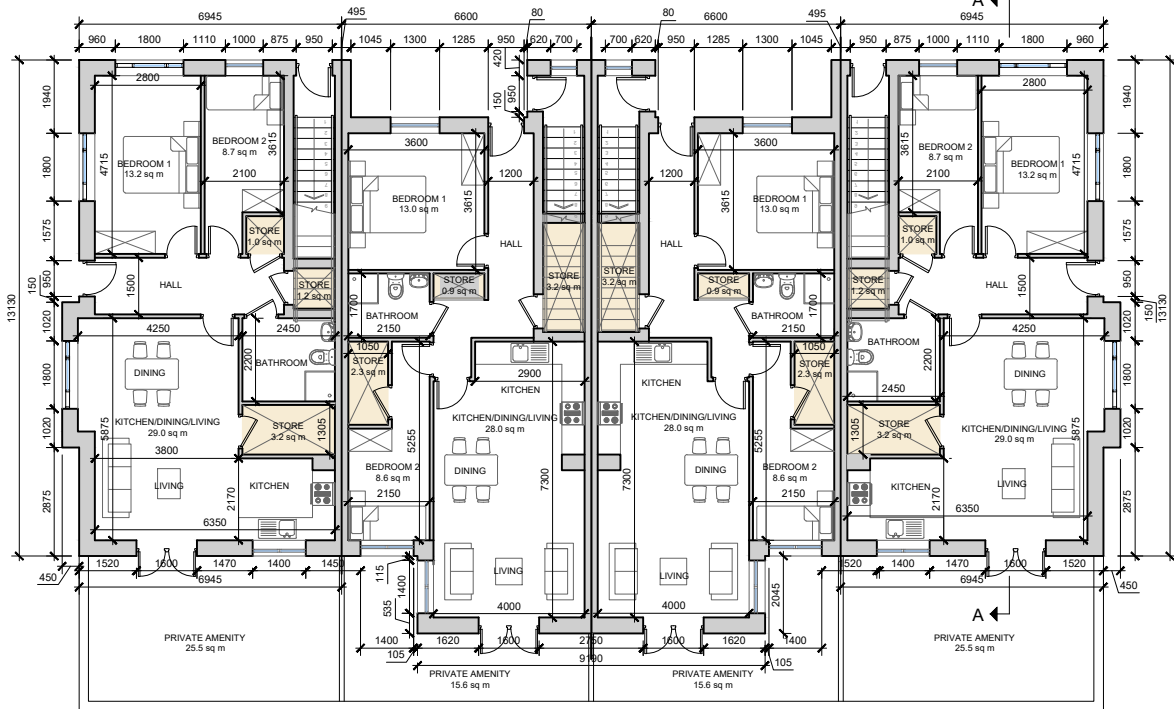 A
6945
495
6600
80
80
6600
495
6945
960
1800
1110
1000
875
950
1045
1300
1285
950
620
700
700
620
950
1285
1300
1045
950
875
1000
1110
1800
960
420
950
150
13130
1940
1800
1575
950
150
1020
1800
1020
2875
450
2800
4715
BEDROOM 1
13.2 sq m
BEDROOM 2
8.7 sq m
3615
2100
STORE
1.0 sq m
HALL
1500
STORE
1.2 sq m
4250
2450
BATHROOM
2200
DINING
KITCHEN/DINING/LIVING
29.0 sq m
5875
STORE
3.2 sq m
1305
3800
LIVING
KITCHEN
2170
6350
1520
1600
1470
1400
1450
6945
PRIVATE AMENITY
25.5 sq m
3600
BEDROOM 1
13.0 sq m
3615
1200
HALL
STORE
3.2 sq m
STORE
0.9 sq m
1700
BATHROOM
2150
1050
STORE
2.3 sq m
2900
KITCHEN
KITCHEN/DINING/LIVING
28.0 sq m
5255
DINING
BEDROOM 2
8.6 sq m
2150
7300
LIVING
4000
115
1400
535
1400
105
1620
1600
2750
1600
1620
1400
105
9190
PRIVATE AMENITY
15.6 sq m
3600
BEDROOM 1
13.0 sq m
3615
1200
HALL
STORE
3.2 sq m
STORE
0.9 sq m
1700
BATHROOM
2150
1050
STORE
2.3 sq m
KITCHEN
KITCHEN/DINING/LIVING
28.0 sq m
5255
DINING
BEDROOM 2
8.6 sq m
2150
7300
LIVING
4000
2045
PRIVATE AMENITY
15.6 sq m
2800
4715
BEDROOM 1
13.2 sq m
BEDROOM 2
8.7 sq m
3615
2100
STORE
1.0 sq m
HALL
1500
STORE
1.2 sq m
4250
BATHROOM
2200
2450
DINING
KITCHEN/DINING/LIVING
29.0 sq m
5875
STORE
3.2 sq m
1305
LIVING
KITCHEN
2170
6350
1520
1400
1470
1600
1520
6945
450
A
PRIVATE AMENITY
25.5 sq m
1940
1800
1575
950
150
13130
1020
1800
1020
2875